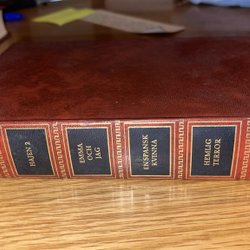 HAJEN 2
EMMA
OCH
JAG
EN SPANSK
KVINNA
HEMLIG
TERROR